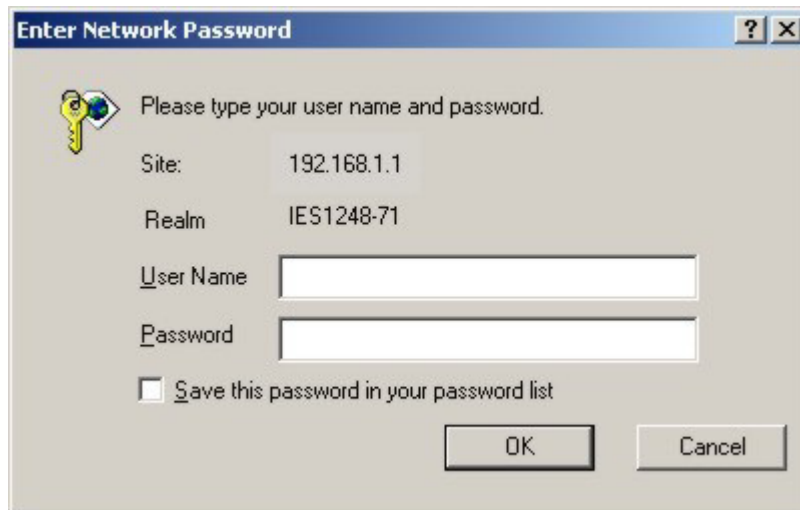 Enter Network Password
Please type your user name and password.
Site: 192.168.1.1
Realm IES1248-71
User Name
Password
Save this password in your password list
OK Cancel